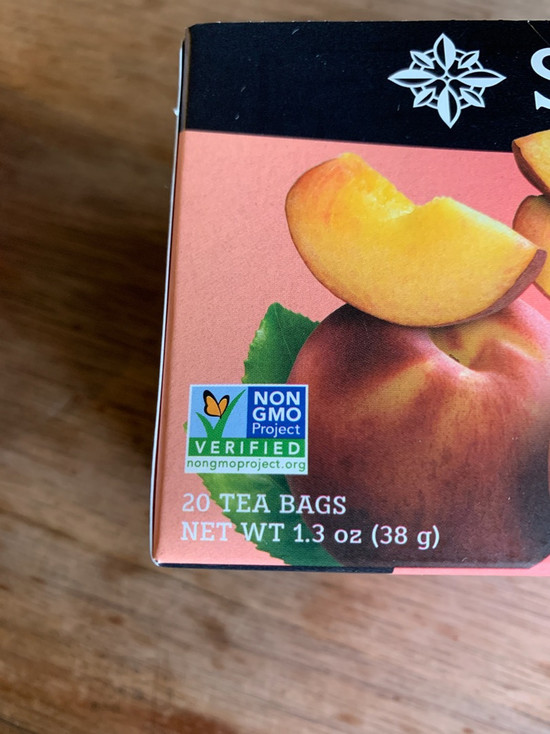 NON
GMO
Project
VERIFIED
nongmoproject.org
20 TEA BAGS
NET WT 1.3 oz (38 g)